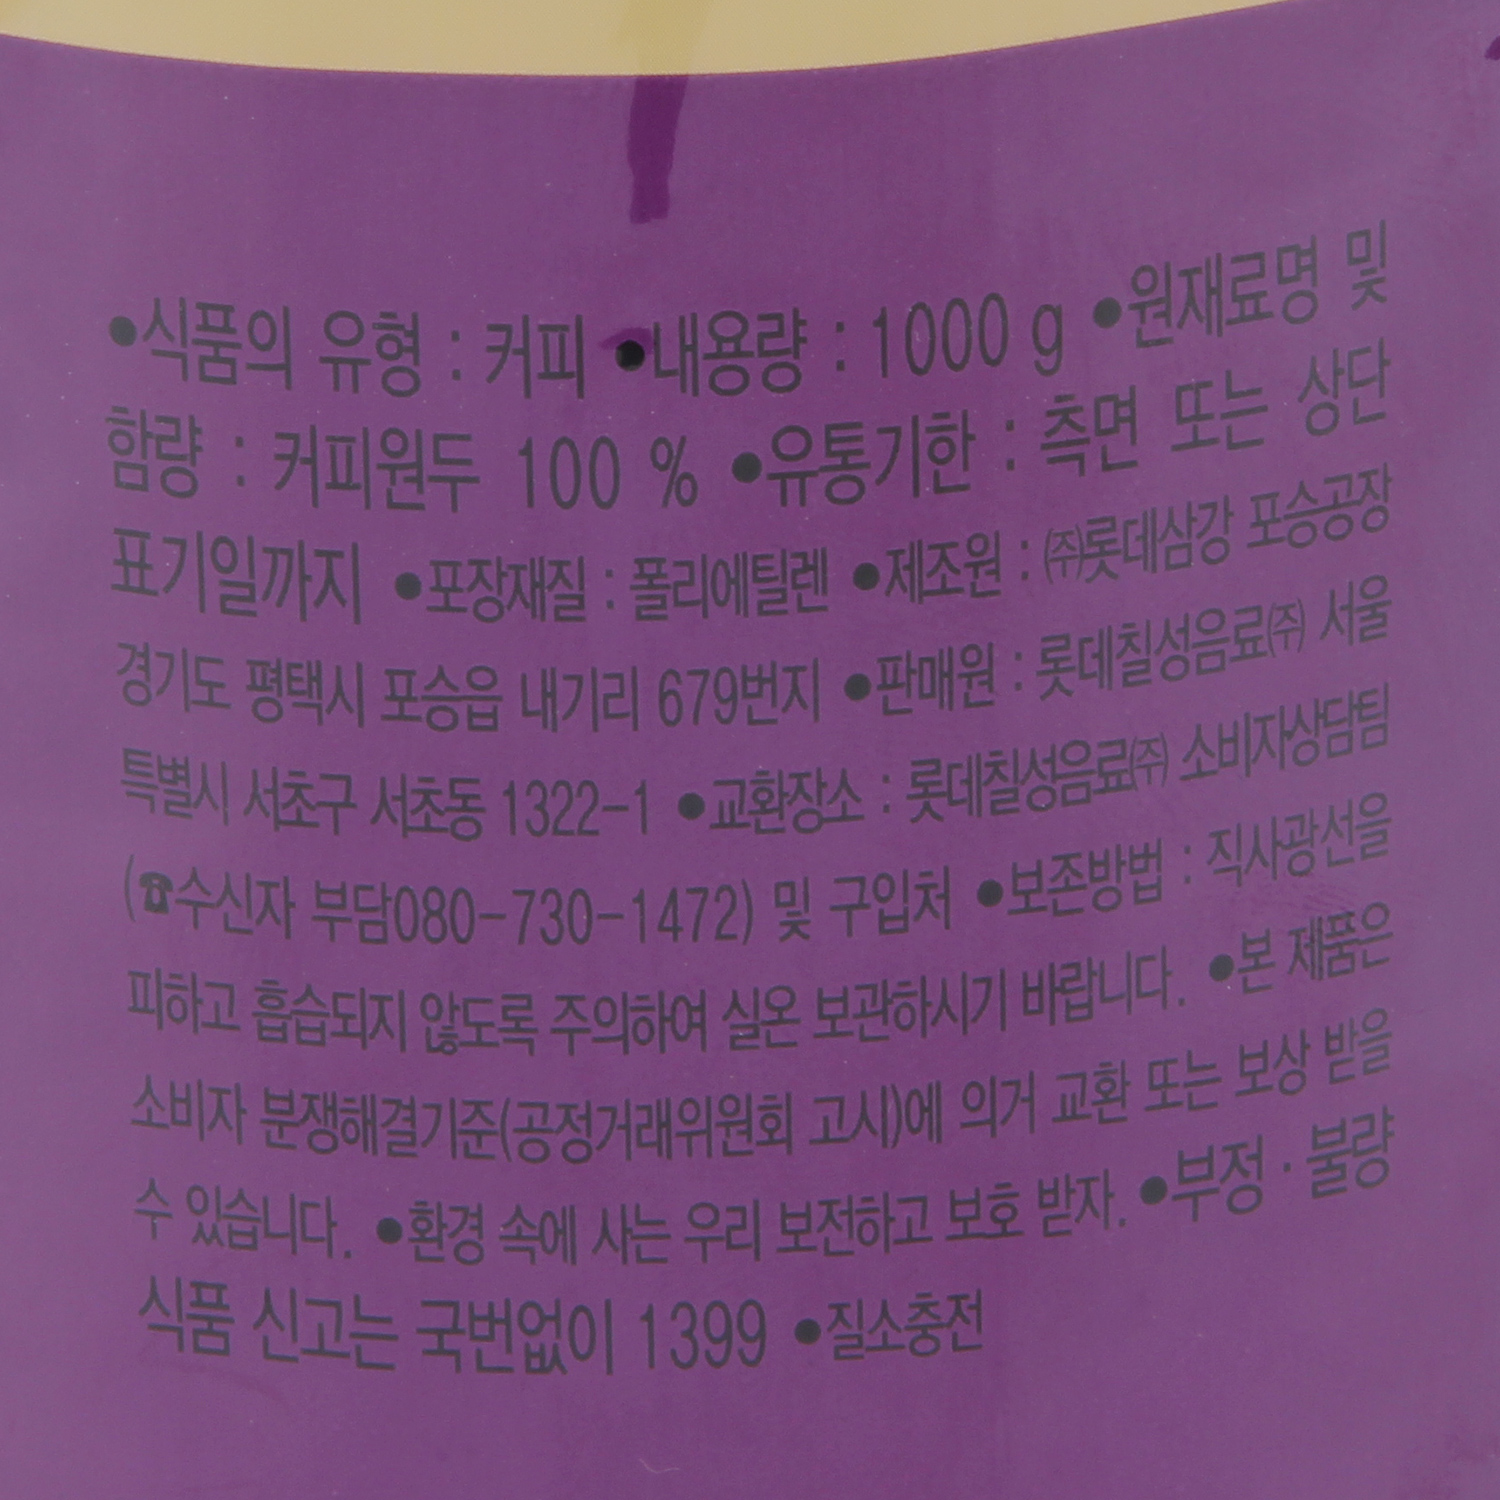 ●식품의 유형 : 커피 ●내용량 : 1000 g ●원재료명 및
함량 : 커피원두 100 % ●유통기한 : 측면 또는 상단
표기일까지 ●포장재질 : 폴리에틸렌 ●제조원 : ㈜롯데삼강 포승공장
경기도 평택시 포승읍 내기리 679번지 ●판매원 : 롯데칠성음료㈜ 서울
특별시 서초구 서초동 1322-1 ●교환장소 : 롯데칠성음료㈜ 소비자상담팀
(☎수신자 부담080-730-1472) 및 구입처 ●보존방법 : 직사광선을
피하고 흡습되지 않도록 주의하여 실온 보관하시기 바랍니다. ●본 제품은
소비자 분쟁해결기준(공정거래위원회 고시)에 의거 교환 또는 보상 받을
수 있습니다. ●환경 속에 사는 우리 보전하고 보호 받자. ●부정 · 불량
식품 신고는 국번없이 1399 ●질소충전